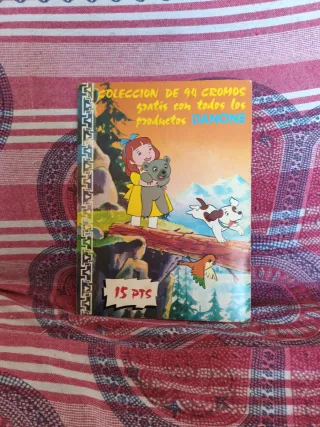 COLECCION DE 94 CROMOS
gratis con todos los
productos DANONE
15 PTS